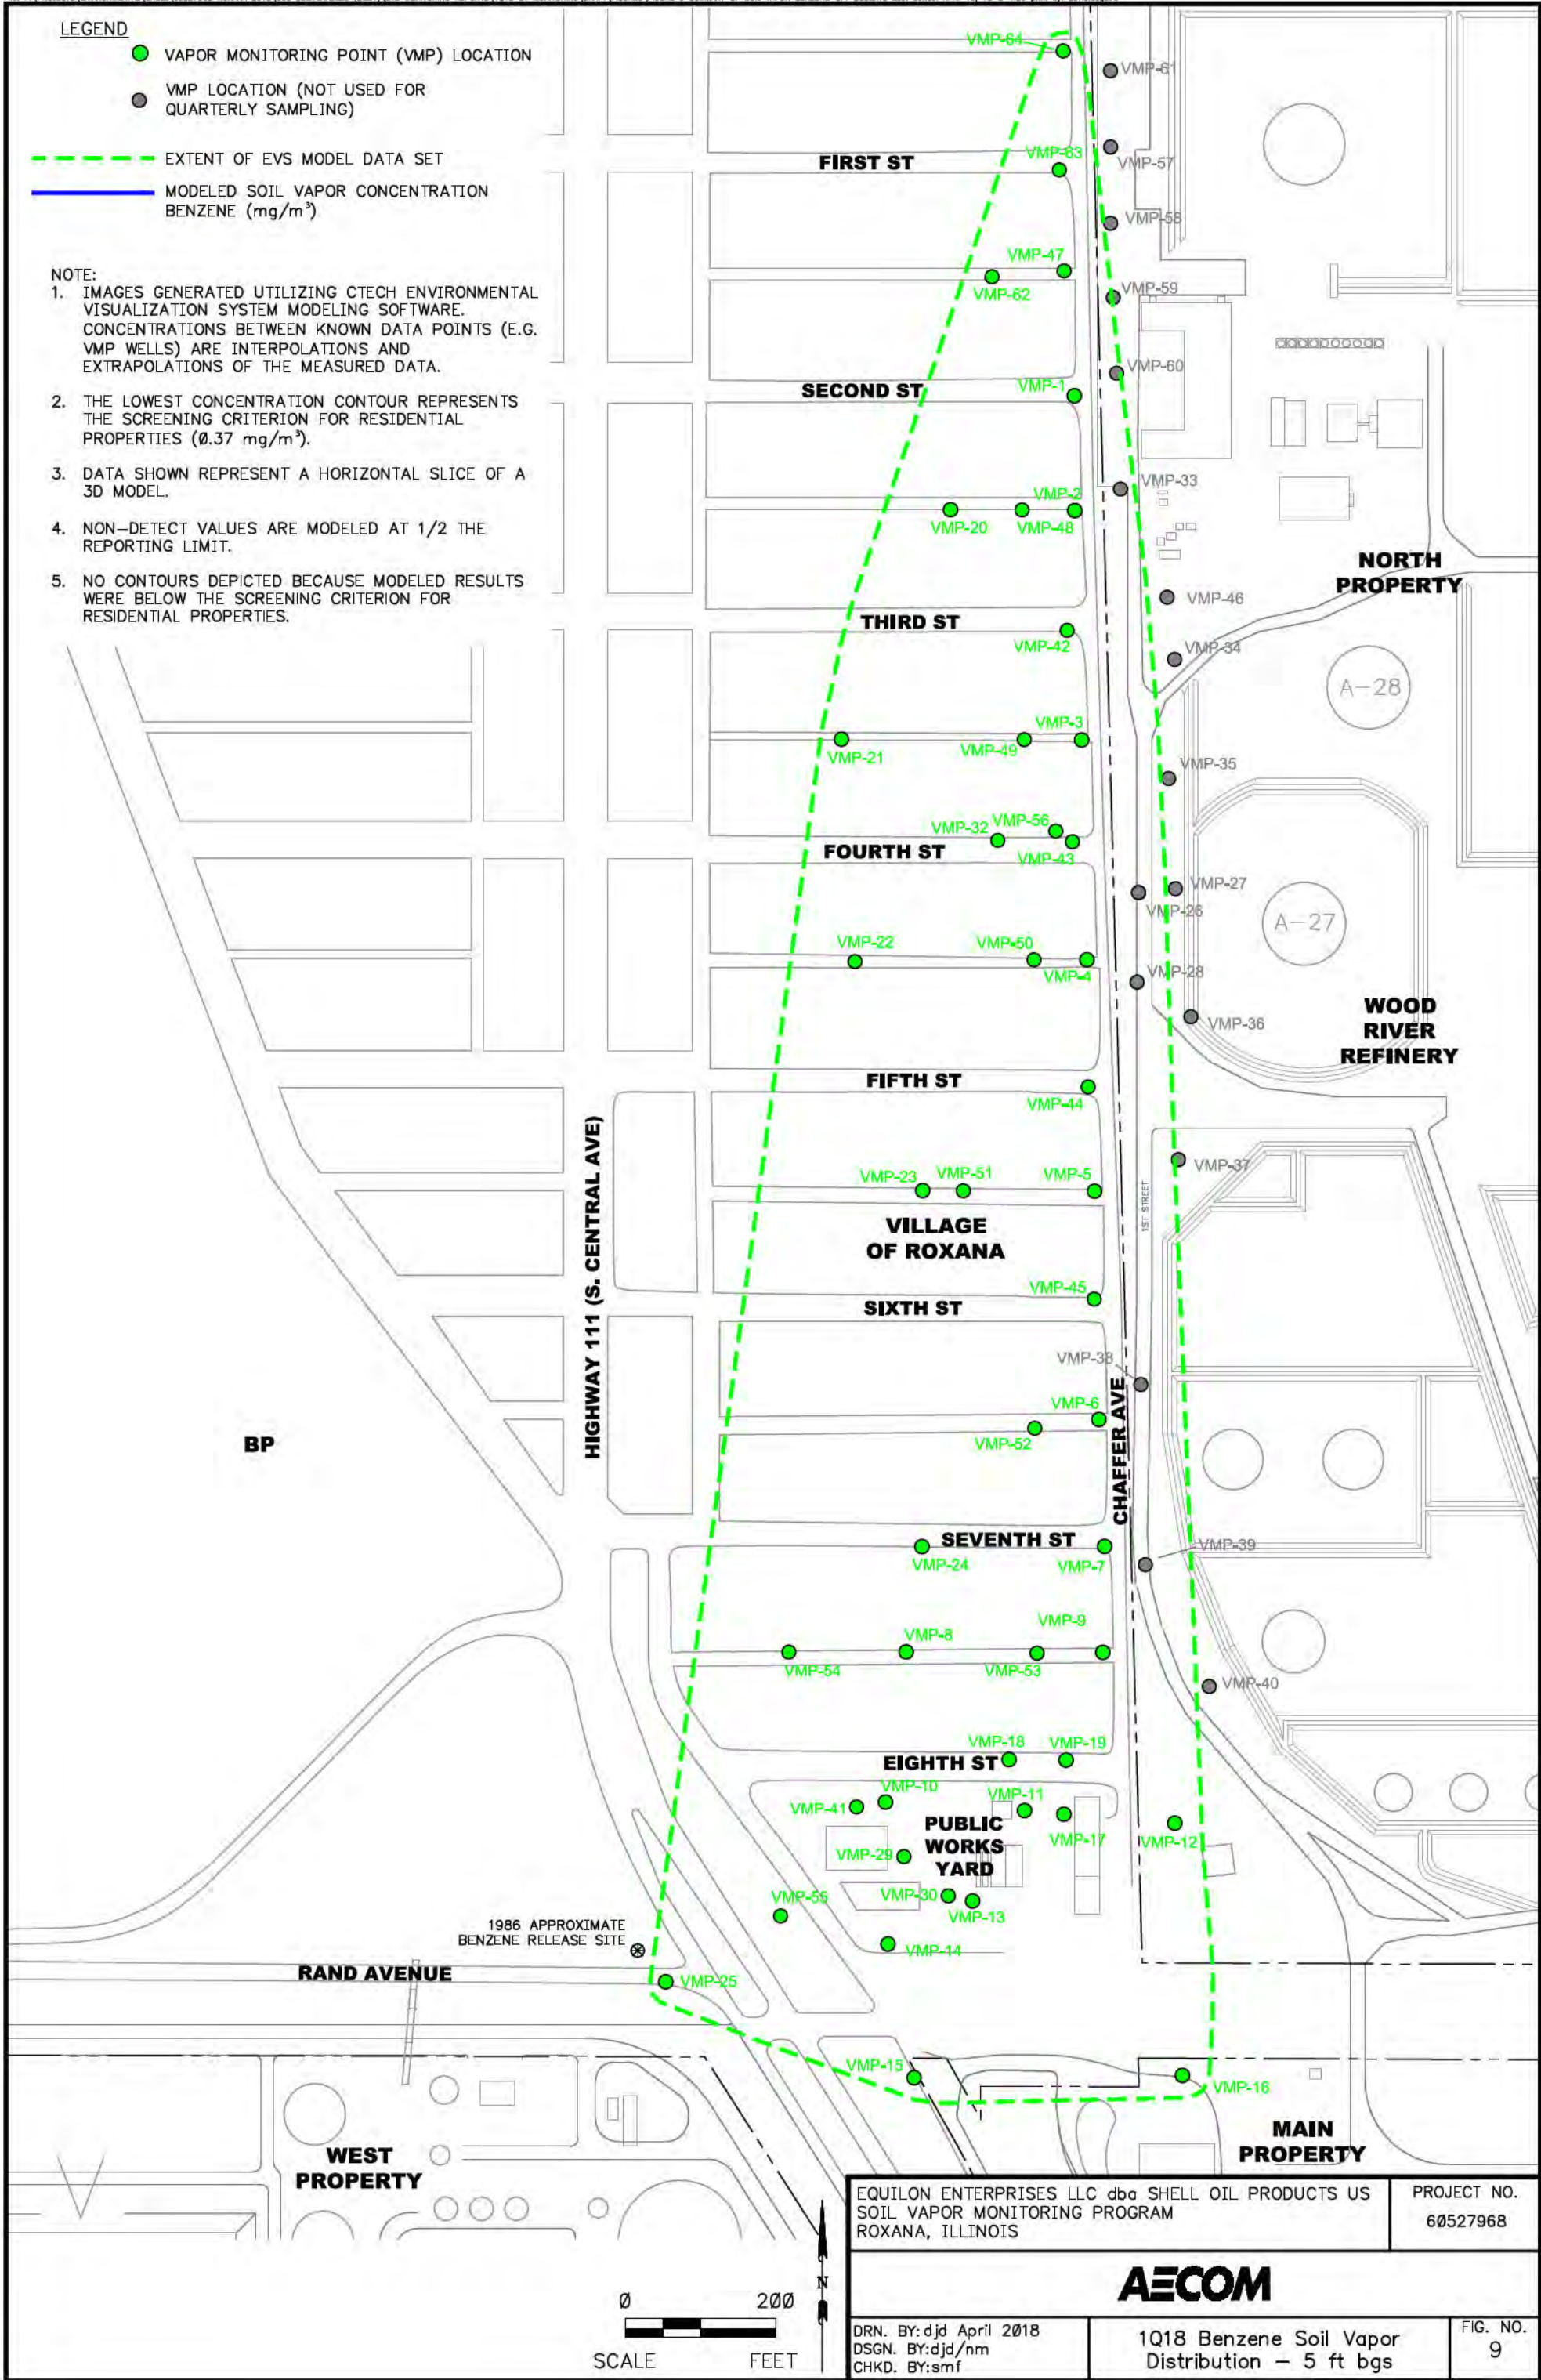 LEGEND
VAPOR MONITORING POINT (VMP) LOCATION
VMP LOCATION (NOT USED FOR
QUARTERLY SAMPLING)
EXTENT OF EVS MODEL DATA SET
MODELED SOIL VAPOR CONCENTRATION
BENZENE (mg/m³)
NOTE:
1. IMAGES GENERATED UTILIZING CTECH ENVIRONMENTAL
VISUALIZATION SYSTEM MODELING SOFTWARE.
CONCENTRATIONS BETWEEN KNOWN DATA POINTS (E.G.
VMP WELLS) ARE INTERPOLATIONS AND
EXTRAPOLATIONS OF THE MEASURED DATA.
2. THE LOWEST CONCENTRATION CONTOUR REPRESENTS
THE SCREENING CRITERION FOR RESIDENTIAL
PROPERTIES (0.37 mg/m³).
3. DATA SHOWN REPRESENT A HORIZONTAL SLICE OF A
3D MODEL.
4. NON-DETECT VALUES ARE MODELED AT 1/2 THE
REPORTING LIMIT.
5. NO CONTOURS DEPICTED BECAUSE MODELED RESULTS
WERE BELOW THE SCREENING CRITERION FOR
RESIDENTIAL PROPERTIES.
VMP-64
VMP-61
VMP-63
FIRST ST
VMP-57
VMP-58
VMP-47
VMP-62
VMP-59
VMP-60
SECOND ST
VMP-1
VMP-33
VMP-2
VMP-20
VMP-48
NORTH
PROPERTY
VMP-46
THIRD ST
VMP-42
VMP-34
A-28
VMP-3
VMP-21
VMP-49
VMP-35
VMP-32
VMP-56
FOURTH ST
VMP-43
VMP-27
VMP-26
A-27
VMP-22
VMP-50
VMP-4
VMP-28
VMP-36
WOOD
RIVER
REFINERY
FIFTH ST
VMP-44
HIGHWAY 111 (S. CENTRAL AVE)
VMP-23
VMP-51
VMP-5
VMP-37
1ST STREET
VILLAGE
OF ROXANA
VMP-45
SIXTH ST
VMP-38
VMP-6
VMP-52
CHAFFER AVE
BP
SEVENTH ST
VMP-24
VMP-7
VMP-39
VMP-9
VMP-8
VMP-54
VMP-53
VMP-40
VMP-18
VMP-19
EIGHTH ST
VMP-10
VMP-41
VMP-11
VMP-17
VMP-12
PUBLIC
WORKS
YARD
VMP-29
VMP-30
VMP-13
VMP-55
VMP-14
1986 APPROXIMATE
BENZENE RELEASE SITE
RAND AVENUE
VMP-25
VMP-15
VMP-16
MAIN
PROPERTY
WEST
PROPERTY
EQUILON ENTERPRISES LLC dba SHELL OIL PRODUCTS US
SOIL VAPOR MONITORING PROGRAM
ROXANA, ILLINOIS
PROJECT NO.
60527968
AECOM
N
0 200
SCALE FEET
DRN. BY:djd April 2018
DSGN. BY:djd/nm
CHKD. BY:smf
1Q18 Benzene Soil Vapor
Distribution – 5 ft bgs
FIG. NO.
9